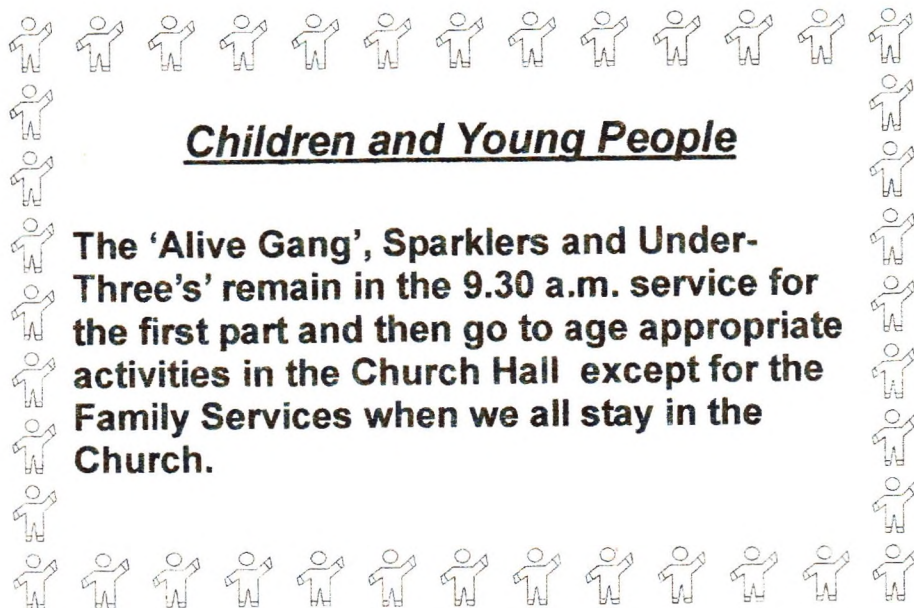 Children and Young People
The ‘Alive Gang’, Sparklers and Under-
Three's’ remain in the 9.30 a.m. service for
the first part and then go to age appropriate
activities in the Church Hall except for the
Family Services when we all stay in the
Church.